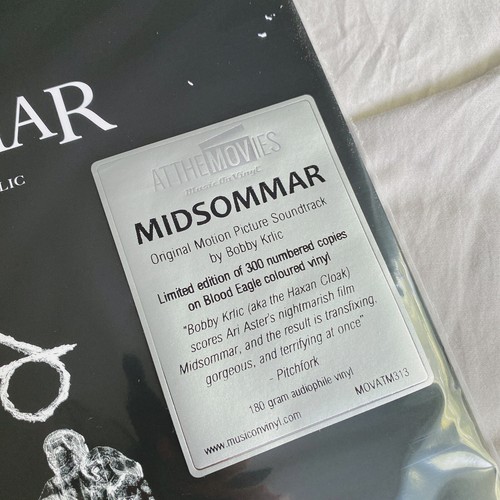 MAR
LIC
AT THE MOVIES
Music On Vinyl
MIDSOMMAR
Original Motion Picture Soundtrack
by Bobby Krlic
Limited edition of 300 numbered copies
on Blood Eagle coloured vinyl
"Bobby Krlic (aka the Haxan Cloak)
scores Ari Aster's nightmarish film
Midsommar, and the result is transfixing,
gorgeous, and terrifying at once"
- Pitchfork
180 gram audiophile vinyl
www.musiconvinyl.com
MOVATM313